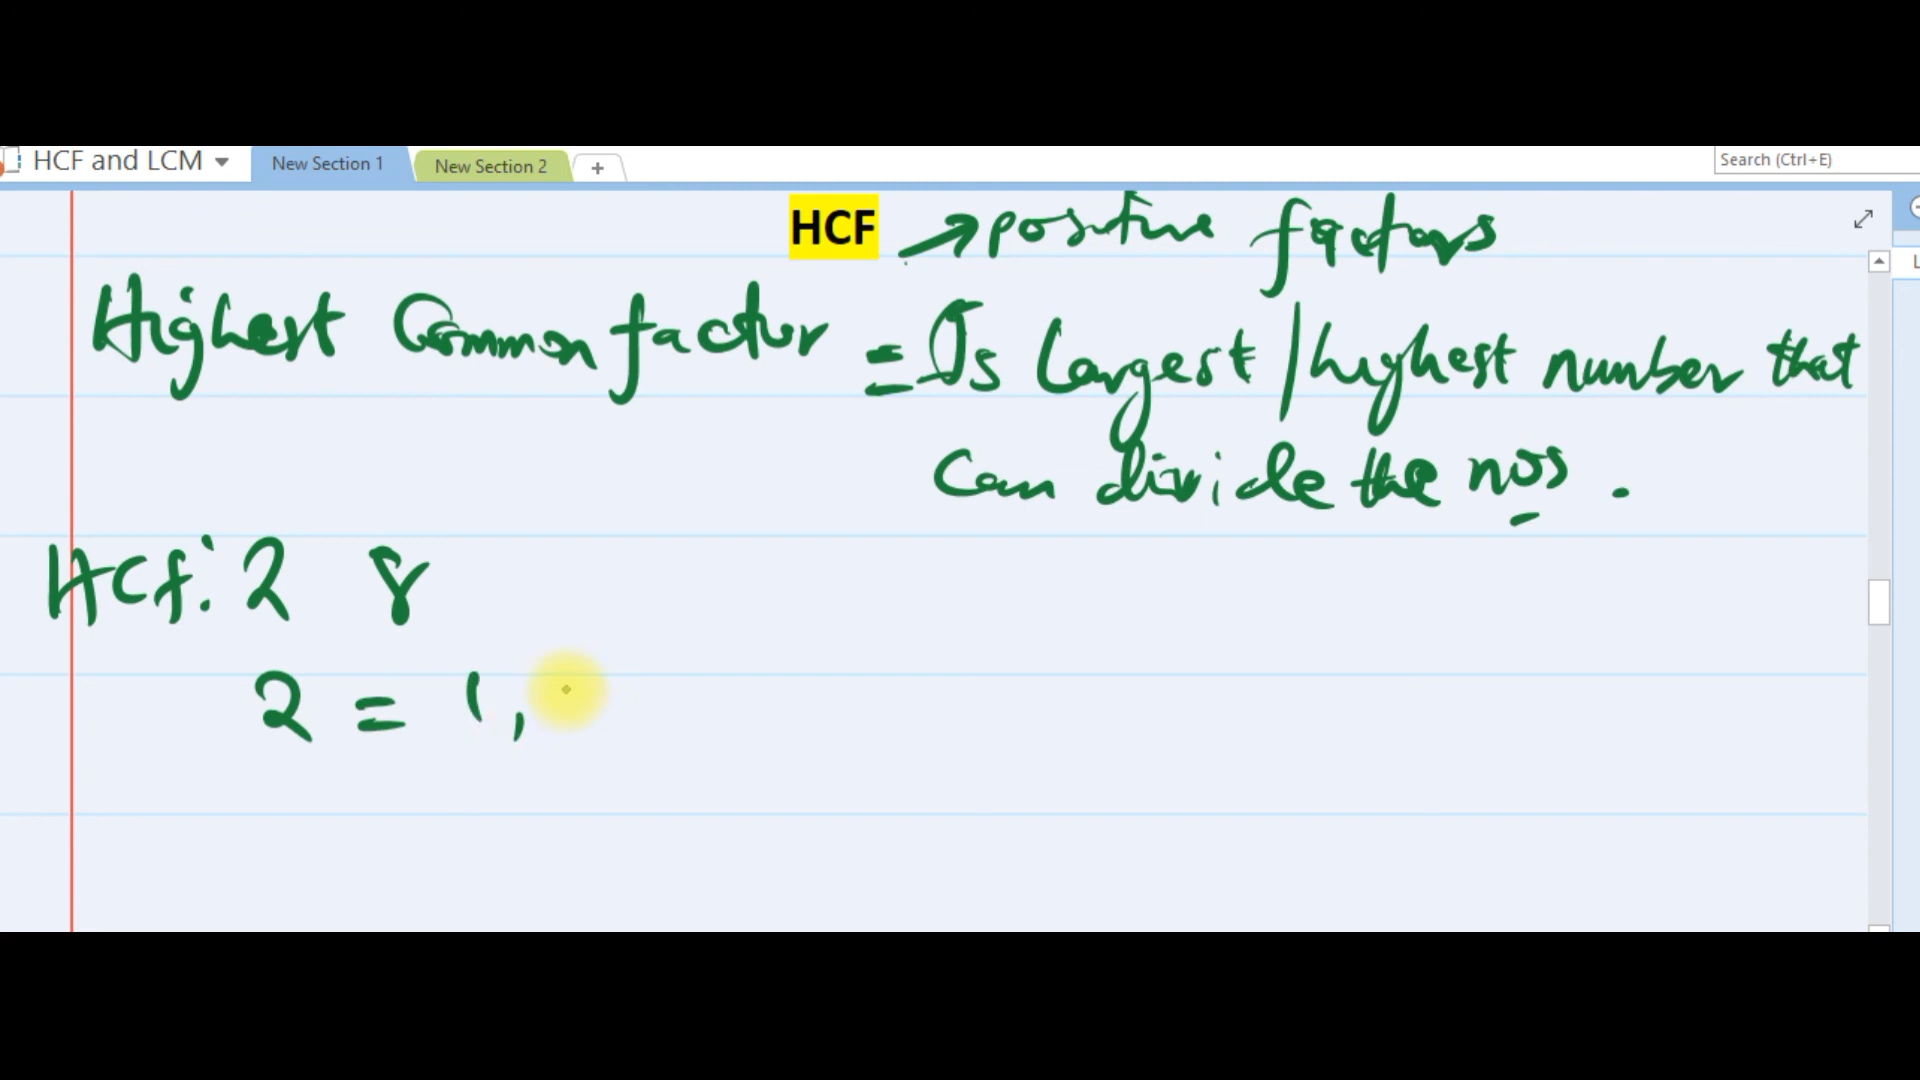 HCF and LCM New Section 1 New Section 2 + Search (Ctrl+E)
HCF → positive factors
Highest Common factor = Is largest/highest number that
can divide the nos.
HCf: 2 8
2 = 1,